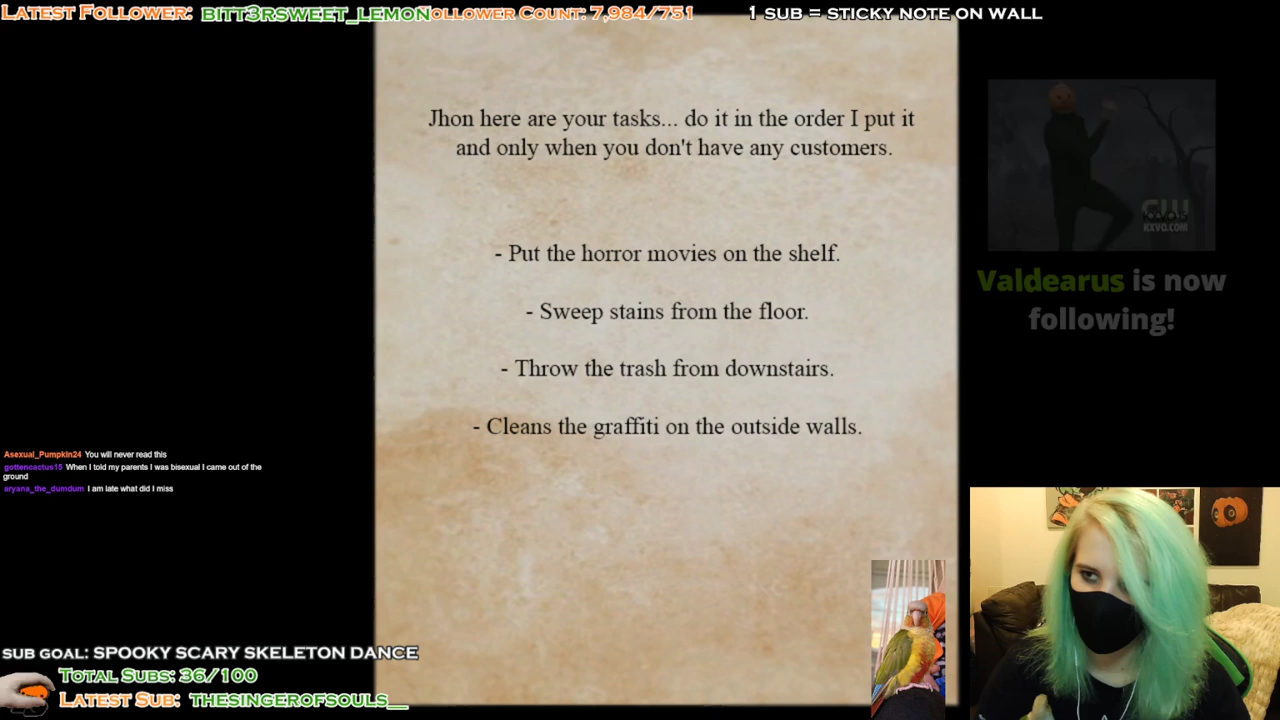 LATEST FOLLOWER: BITT3RSWEET_LEMON
OLLOWER COUNT: 7,984/751
1 SUB = STICKY NOTE ON WALL
Jhon here are your tasks... do it in the order I put it
and only when you don't have any customers.
- Put the horror movies on the shelf.
- Sweep stains from the floor.
- Throw the trash from downstairs.
- Cleans the graffiti on the outside walls.
CW
KXVO.COM
Valdearus is now
following!
Asexual_Pumpkin24 You will never read this
gottencactus15 When I told my parents I was bisexual I came out of the
ground
aryana_the_dumdum I am late what did I miss
SUB GOAL: SPOOKY SCARY SKELETON DANCE
TOTAL SUBS: 36/100
LATEST SUB: THESINGEROFSOULS__